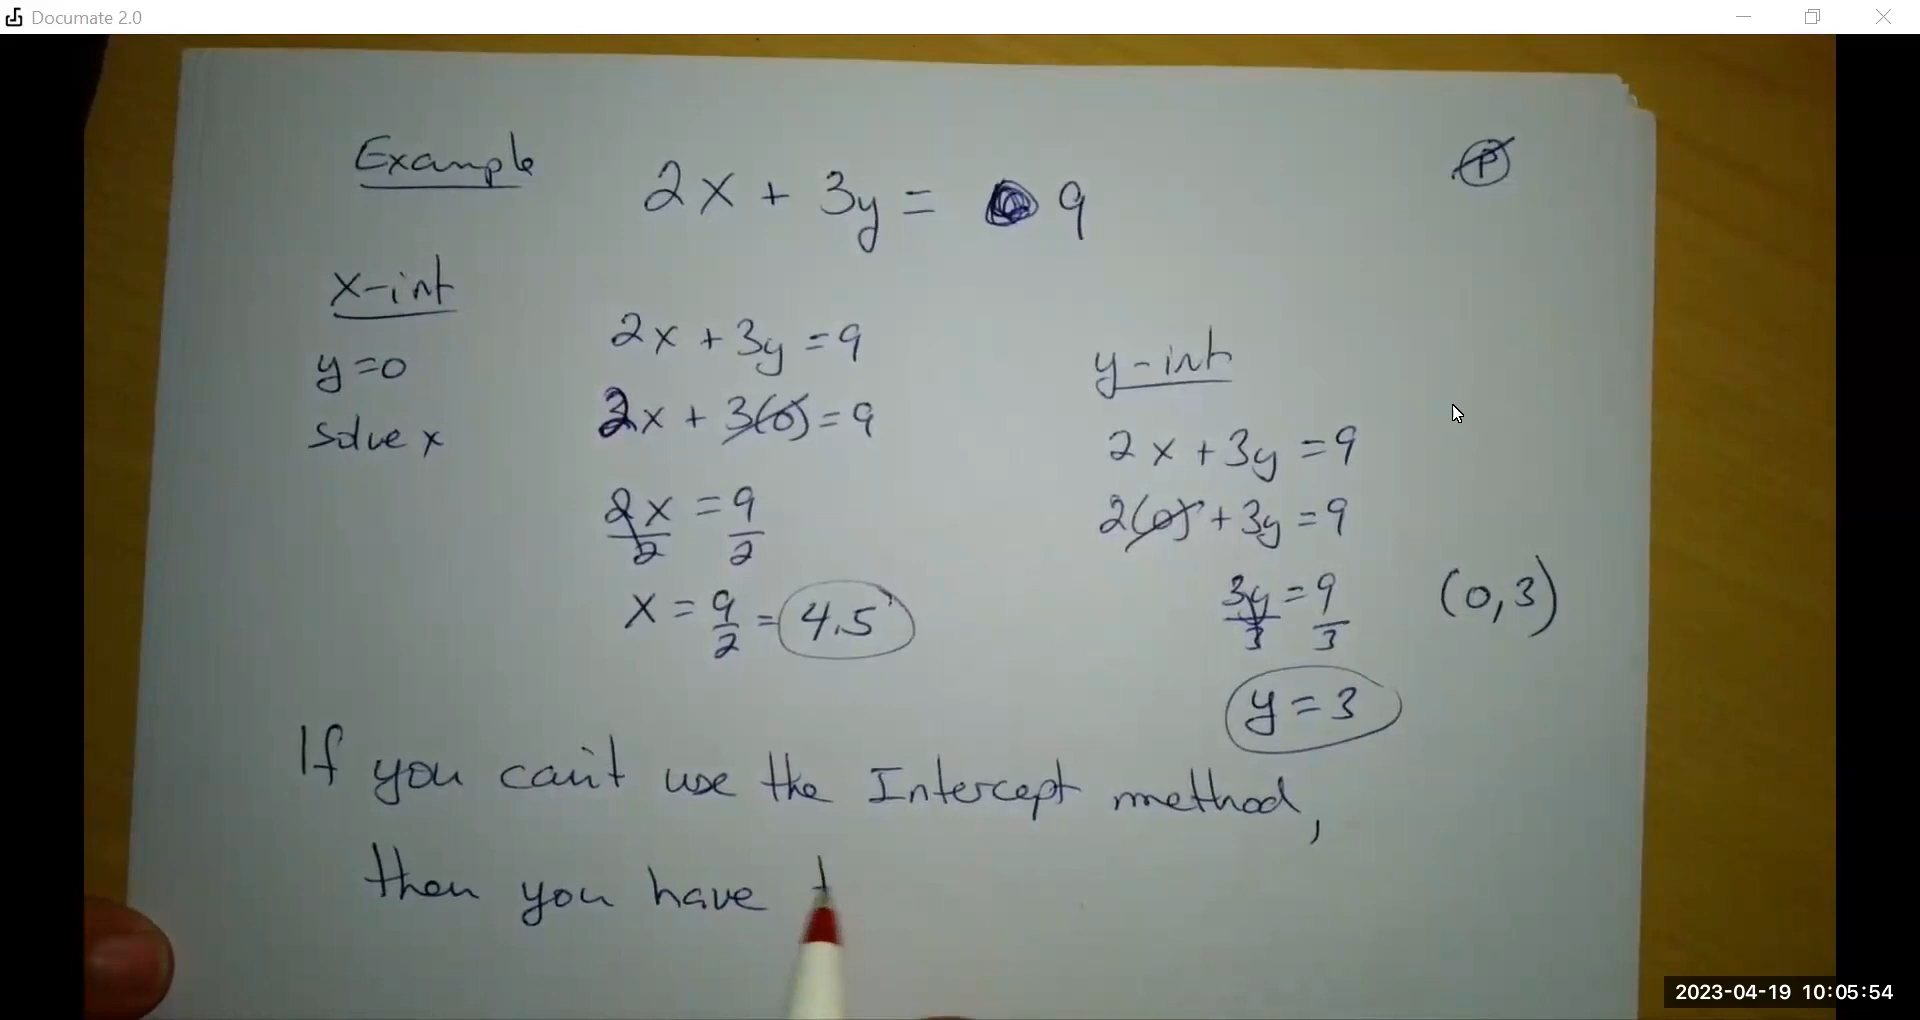 Documate 2.0
Example
2x + 3y = 9
P
x-int
y=0
solve x
2x + 3y = 9
2x + 3(0) = 9
2x/2 = 9/2
x = 9/2 = 4.5
y-int
2x + 3y = 9
2(0) + 3y = 9
3y/3 = 9/3
y = 3
(0,3)
If you can't use the Intercept method,
then you have t
2023-04-19 10:05:54